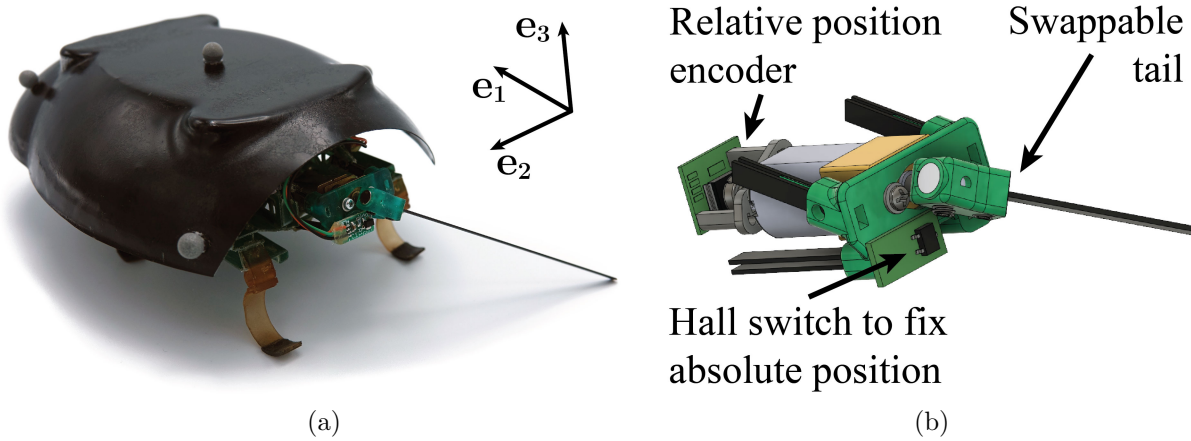 e₃
e₁
e₂
(a)
Relative position
encoder
Swappable
tail
Hall switch to fix
absolute position
(b)